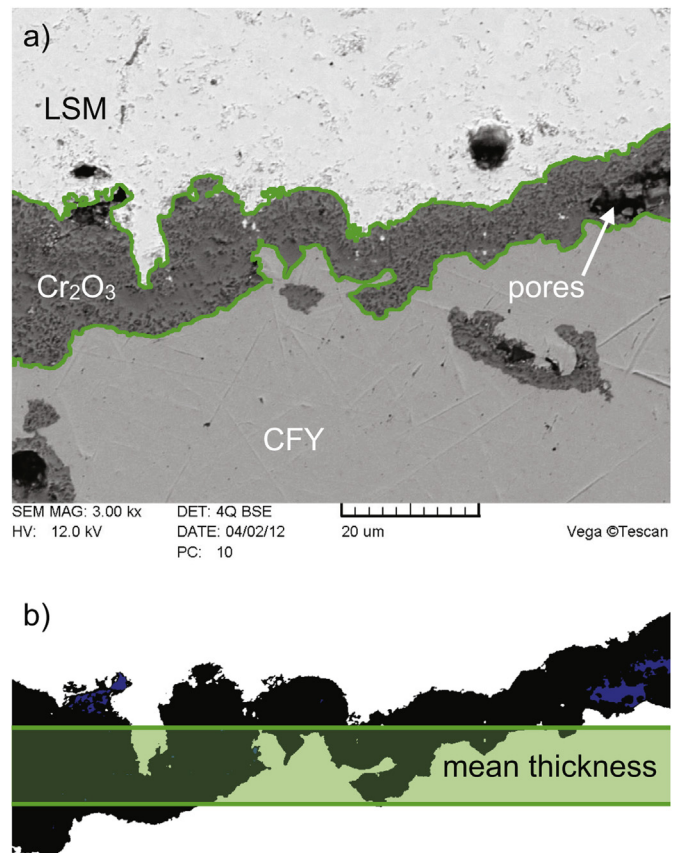 a)
LSM
Cr₂O₃
pores
CFY
SEM MAG: 3.00 kx DET: 4Q BSE
HV: 12.0 kV DATE: 04/02/12 20 um Vega ©Tescan
PC: 10
b)
mean thickness